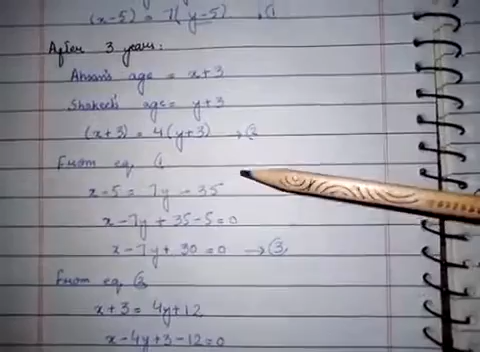 (x-5) = 7(y-5) →①
After 3 years:
Ahsan's age = x+3
Shakeeb's age = y+3
(x+3) = 4(y+3) →②
From eq ①
x-5 = 7y - 35
x-7y + 35-5=0
x-7y + 30 =0 →③
From eq ②
x+3 = 4y+12
x-4y+3-12=0